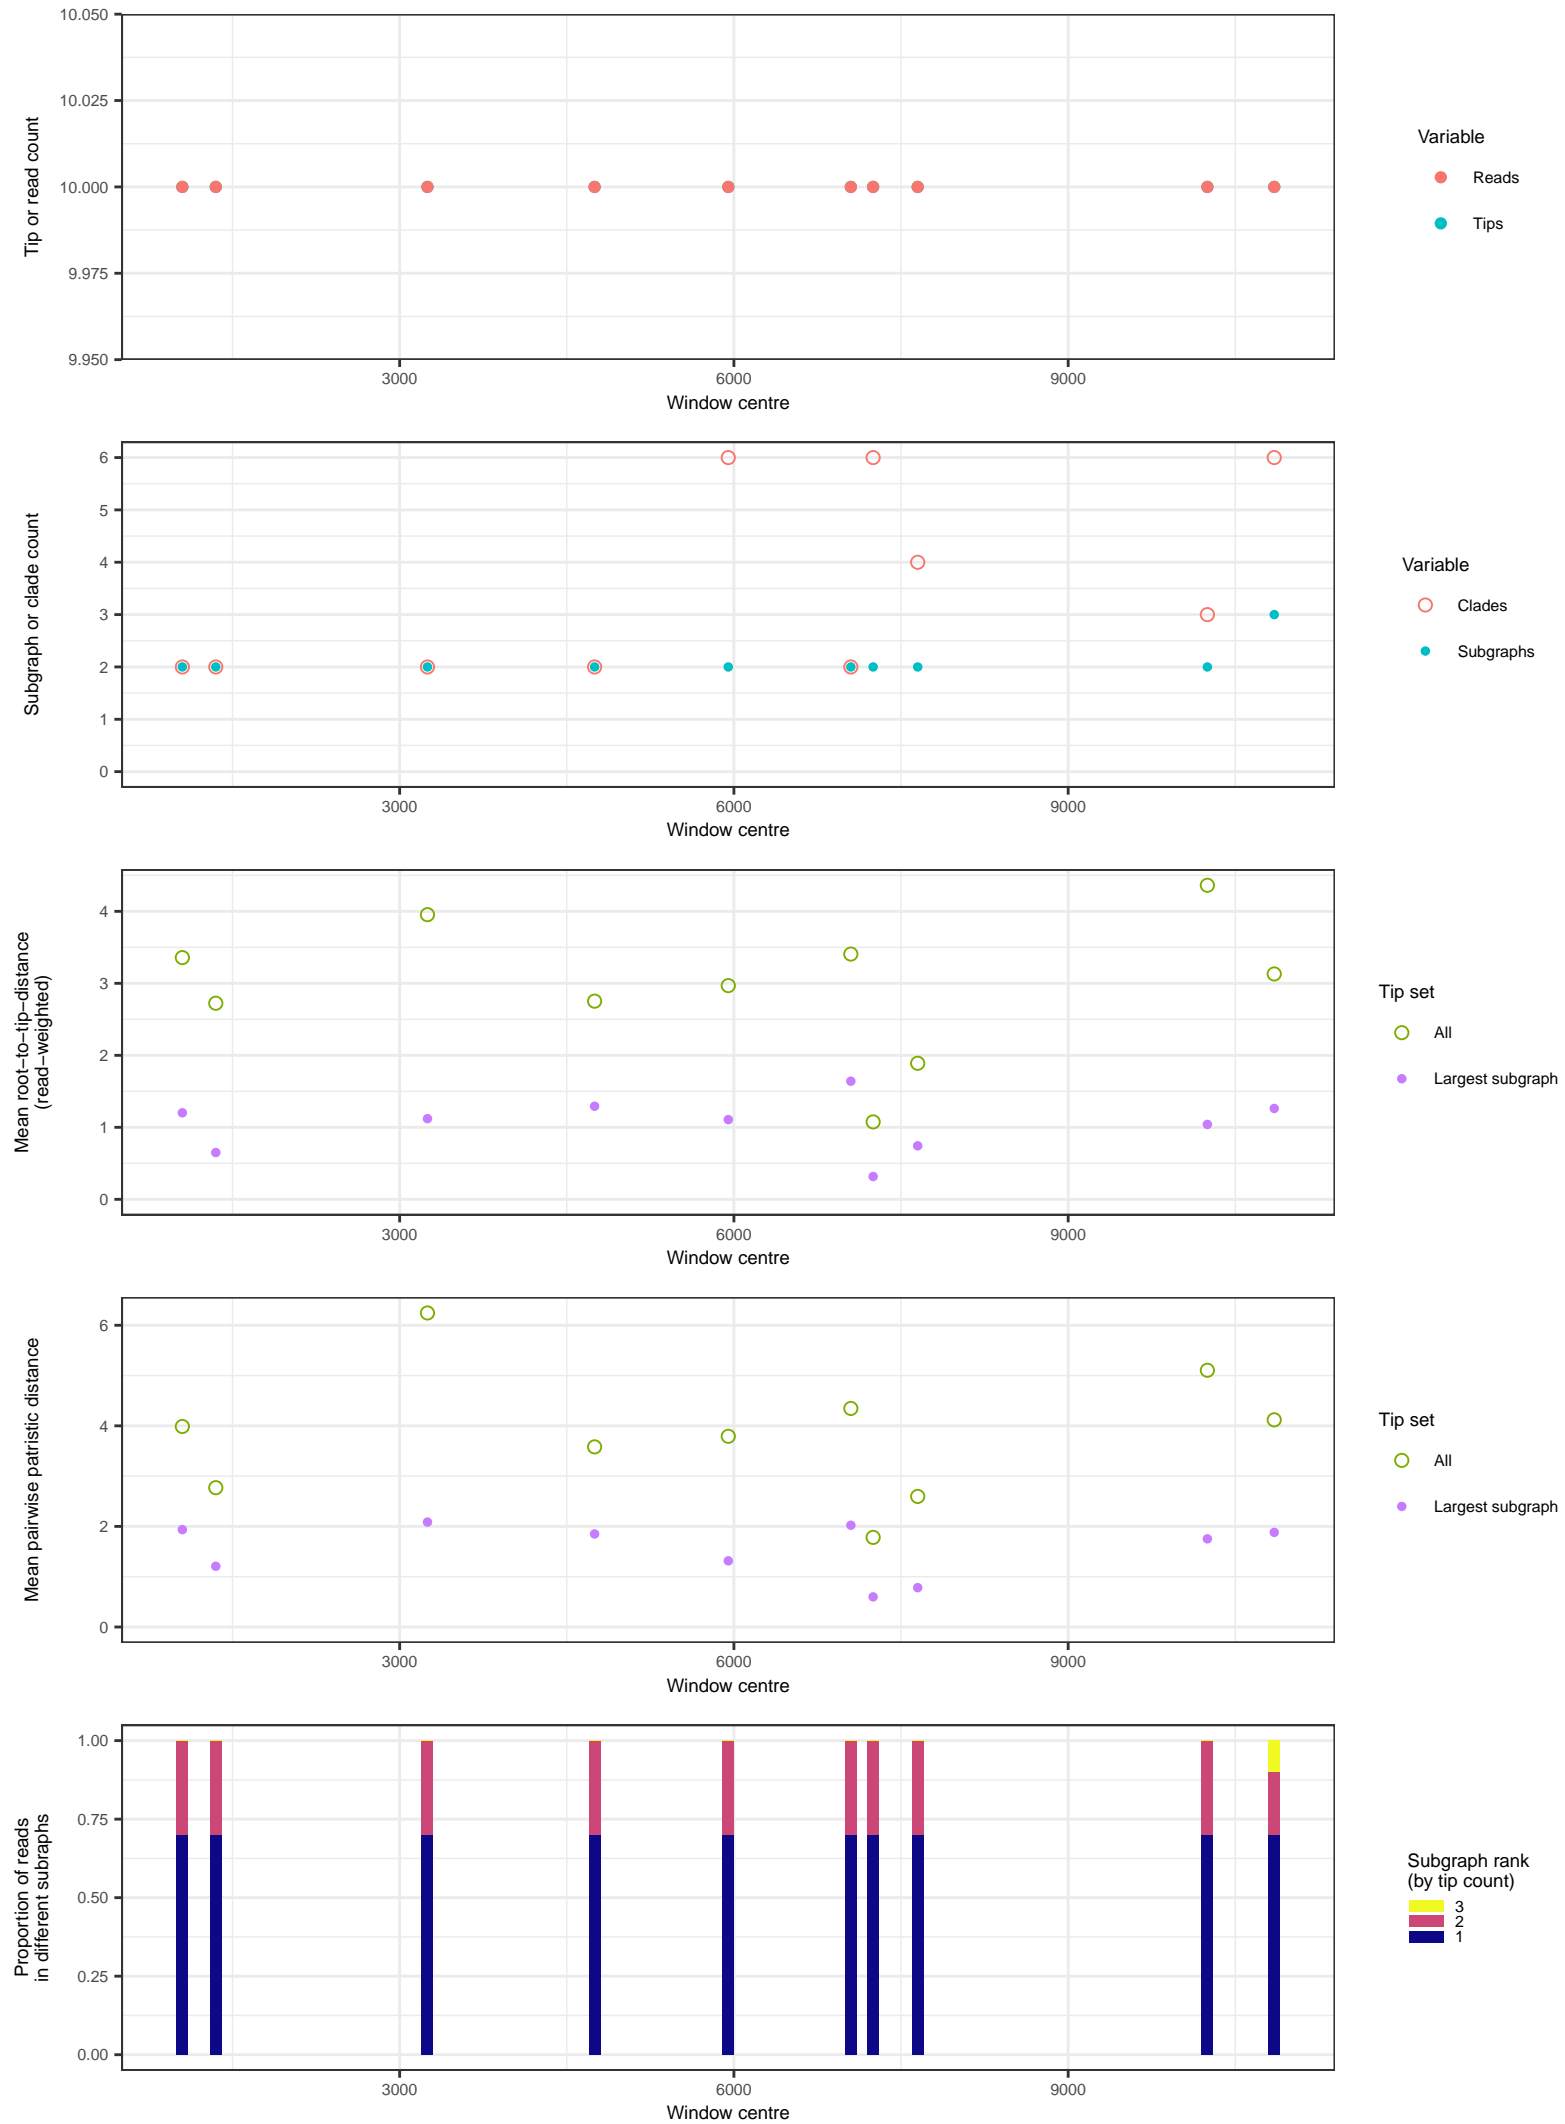 10.050
10.025
10.000
9.975
9.950
Tip or read count
3000
6000
9000
Window centre
Variable
Reads
Tips
6
5
4
3
2
1
0
Subgraph or clade count
3000
6000
9000
Window centre
Variable
Clades
Subgraphs
4
3
2
1
0
Mean root−to−tip−distance
(read−weighted)
3000
6000
9000
Window centre
Tip set
All
Largest subgraph
6
4
2
0
Mean pairwise patristic distance
3000
6000
9000
Window centre
Tip set
All
Largest subgraph
1.00
0.75
0.50
0.25
0.00
Proportion of reads
in different subraphs
3000
6000
9000
Window centre
Subgraph rank
(by tip count)
3
2
1